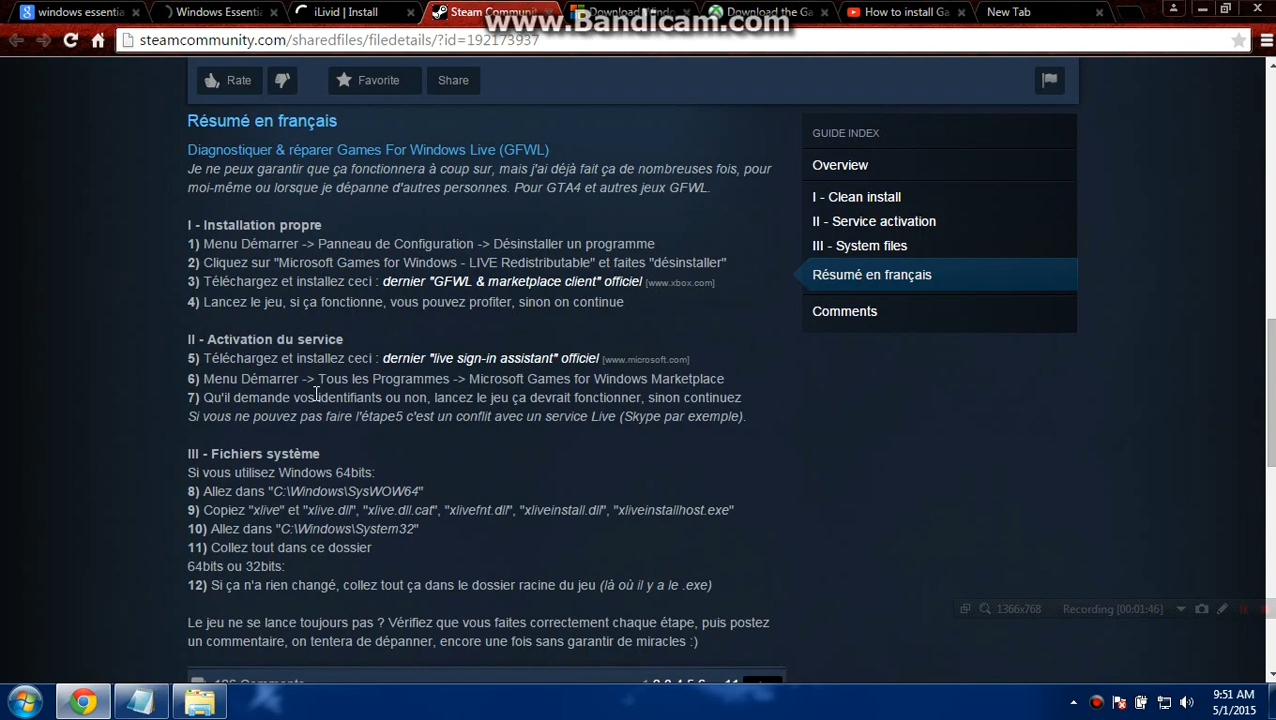 windows essentia
Windows Essentia
iLivid | Install
Steam Communit
Download
Download the Ga
How to install Ga
New Tab
www.Bandicam.com
steamcommunity.com/sharedfiles/filedetails/?id=192173937
Rate
Favorite
Share
Résumé en français
Diagnostiquer & réparer Games For Windows Live (GFWL)
Je ne peux garantir que ça fonctionnera à coup sur, mais j'ai déjà fait ça de nombreuses fois, pour
moi-même ou lorsque je dépanne d'autres personnes. Pour GTA4 et autres jeux GFWL.
I - Installation propre
1) Menu Démarrer -> Panneau de Configuration -> Désinstaller un programme
2) Cliquez sur "Microsoft Games for Windows - LIVE Redistributable" et faites "désinstaller"
3) Téléchargez et installez ceci : dernier "GFWL & marketplace client" officiel [www.xbox.com]
4) Lancez le jeu, si ça fonctionne, vous pouvez profiter, sinon on continue
II - Activation du service
5) Téléchargez et installez ceci : dernier "live sign-in assistant" officiel [www.microsoft.com]
6) Menu Démarrer -> Tous les Programmes -> Microsoft Games for Windows Marketplace
7) Qu'il demande vos identifiants ou non, lancez le jeu ça devrait fonctionner, sinon continuez
Si vous ne pouvez pas faire l'étape5 c'est un conflit avec un service Live (Skype par exemple).
III - Fichiers système
Si vous utilisez Windows 64bits:
8) Allez dans "C:\Windows\SysWOW64"
9) Copiez "xlive" et "xlive.dll", "xlive.dll.cat", "xlivefnt.dll", "xliveinstall.dll", "xliveinstallhost.exe"
10) Allez dans "C:\Windows\System32"
11) Collez tout dans ce dossier
64bits ou 32bits:
12) Si ça n'a rien changé, collez tout ça dans le dossier racine du jeu (là où il y a le .exe)
Le jeu ne se lance toujours pas ? Vérifiez que vous faites correctement chaque étape, puis postez
un commentaire, on tentera de dépanner, encore une fois sans garantir de miracles :)
GUIDE INDEX
Overview
I - Clean install
II - Service activation
III - System files
Résumé en français
Comments
1366x768
Recording [00:01:46]
9:51 AM
5/1/2015